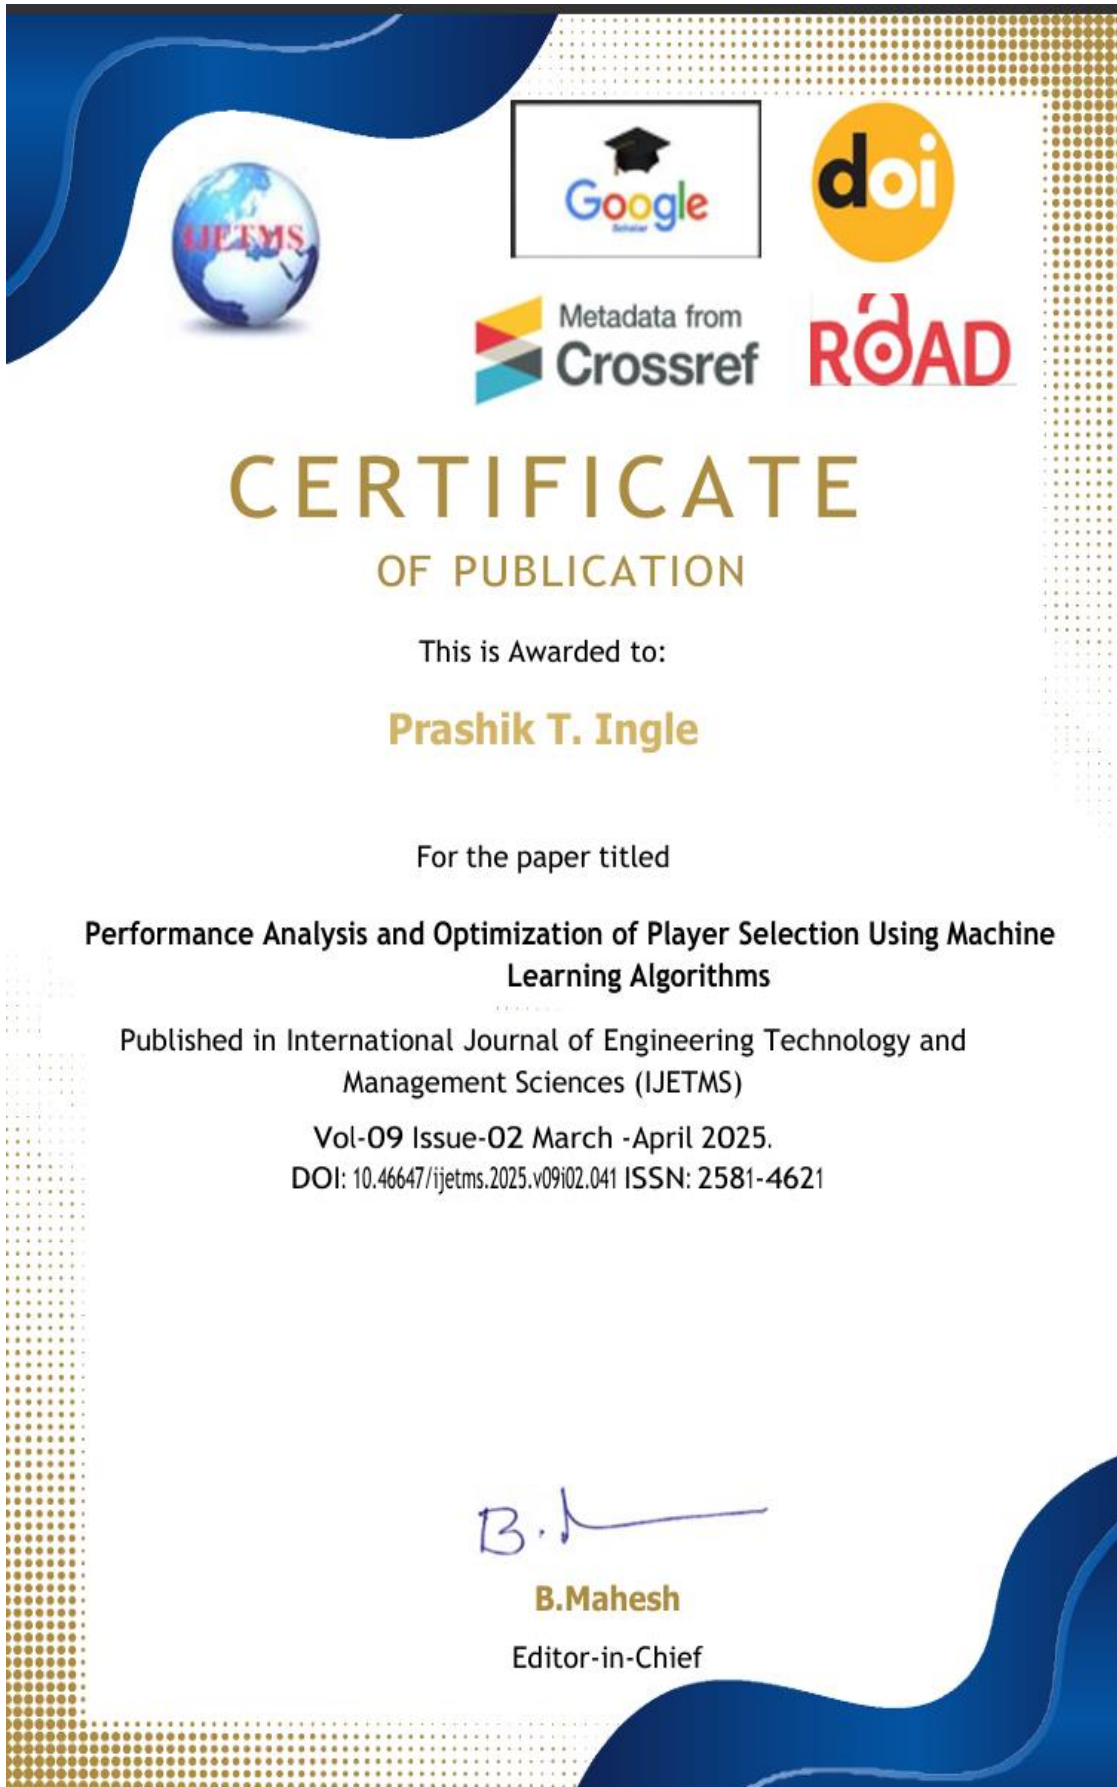 IJETMS
Google
Scholar
doi
Metadata from
Crossref
ROAD
CERTIFICATE
OF PUBLICATION
This is Awarded to:
Prashik T. Ingle
For the paper titled
Performance Analysis and Optimization of Player Selection Using Machine
Learning Algorithms
Published in International Journal of Engineering Technology and
Management Sciences (IJETMS)
Vol-09 Issue-02 March -April 2025.
DOI: 10.46647/ijetms.2025.v09i02.041 ISSN: 2581-4621
B.
B.Mahesh
Editor-in-Chief